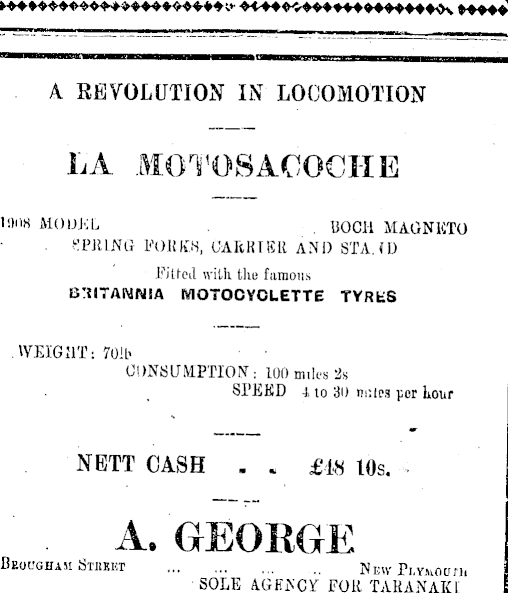 A REVOLUTION IN LOCOMOTION
LA MOTOSACOCHE
1908 MODEL BOCH MAGNETO
SPRING FORKS, CARRIER AND STAND
Fitted with the famous
BRITANNIA MOTOCYCLETTE TYRES
WEIGHT: 70lb
CONSUMPTION: 100 miles 2s
SPEED 4 to 30 miles per hour
NETT CASH . . £48 10s.
A. GEORGE
BROUGHAM STREET ... ... ... .. NEW PLYMOUTH
SOLE AGENCY FOR TARANAKI